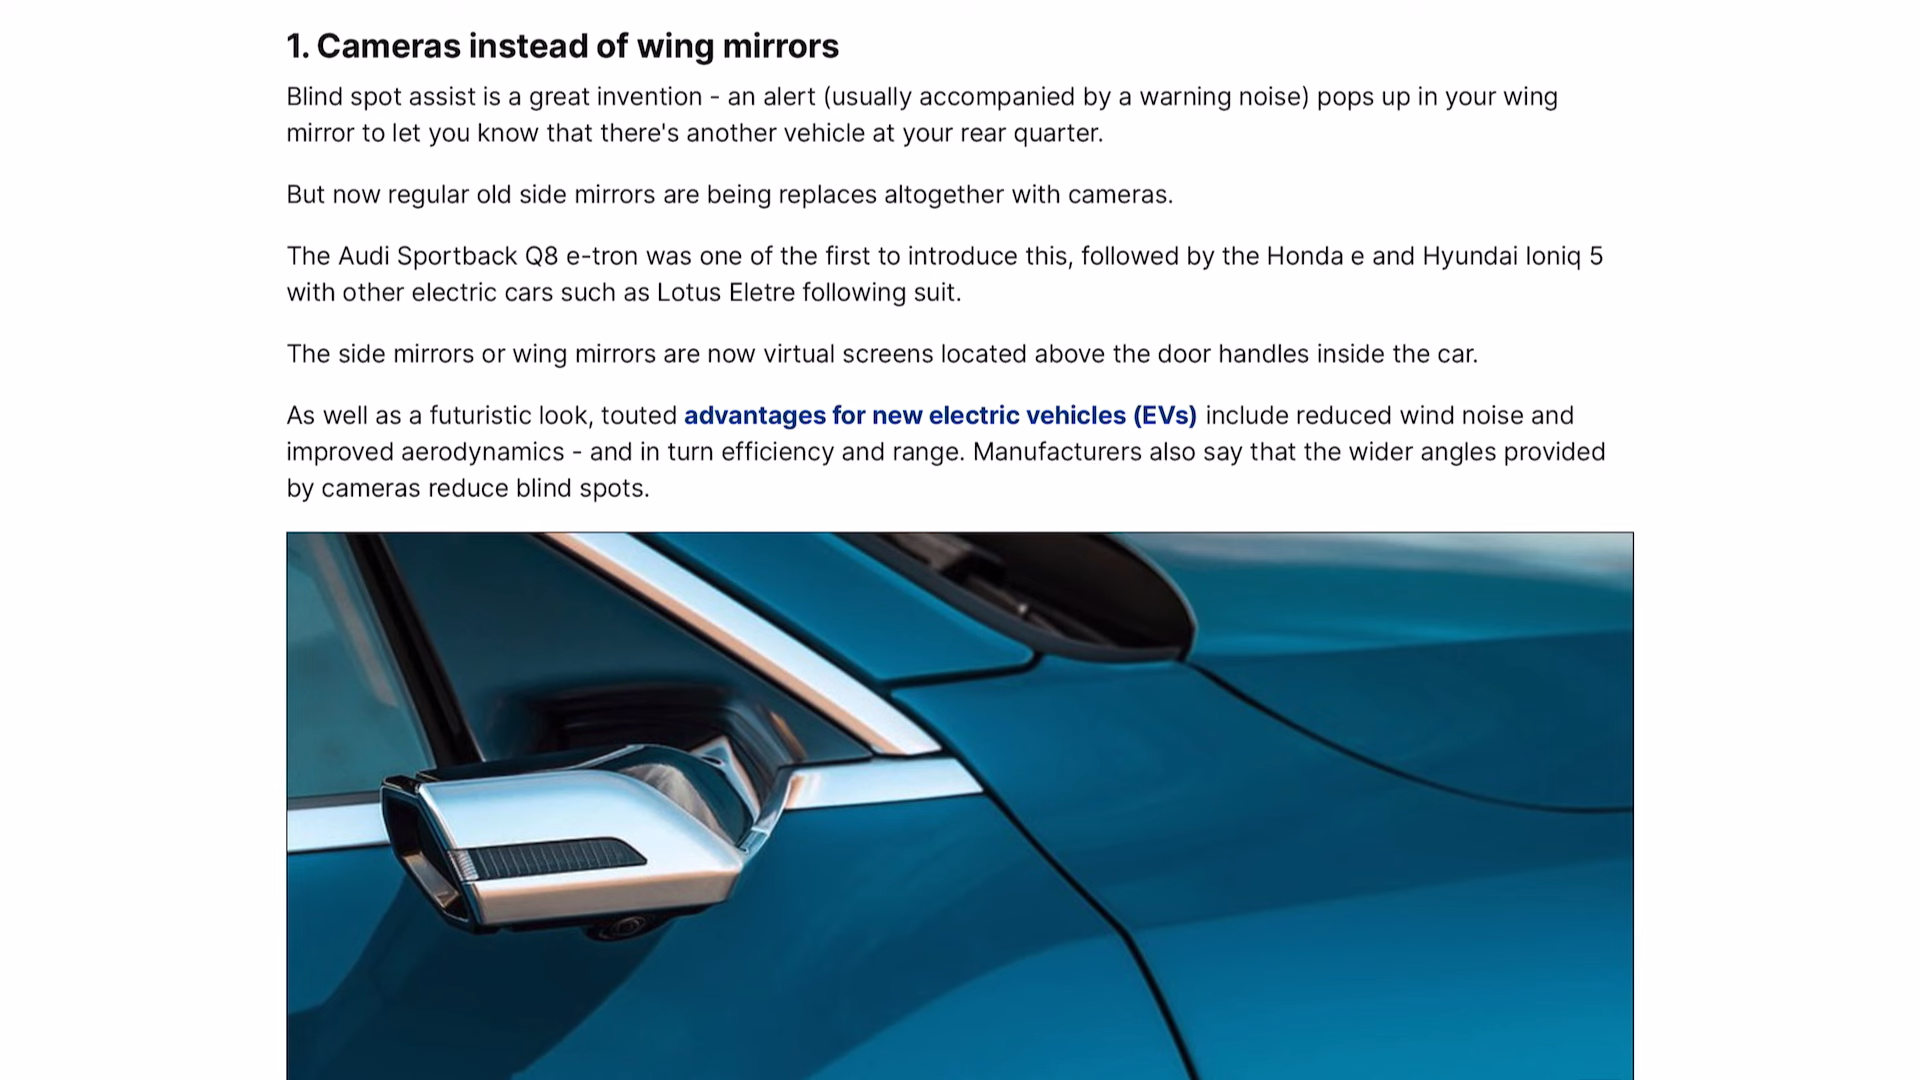 1. Cameras instead of wing mirrors
Blind spot assist is a great invention - an alert (usually accompanied by a warning noise) pops up in your wing
mirror to let you know that there's another vehicle at your rear quarter.
But now regular old side mirrors are being replaces altogether with cameras.
The Audi Sportback Q8 e-tron was one of the first to introduce this, followed by the Honda e and Hyundai Ioniq 5
with other electric cars such as Lotus Eletre following suit.
The side mirrors or wing mirrors are now virtual screens located above the door handles inside the car.
As well as a futuristic look, touted advantages for new electric vehicles (EVs) include reduced wind noise and
improved aerodynamics - and in turn efficiency and range. Manufacturers also say that the wider angles provided
by cameras reduce blind spots.